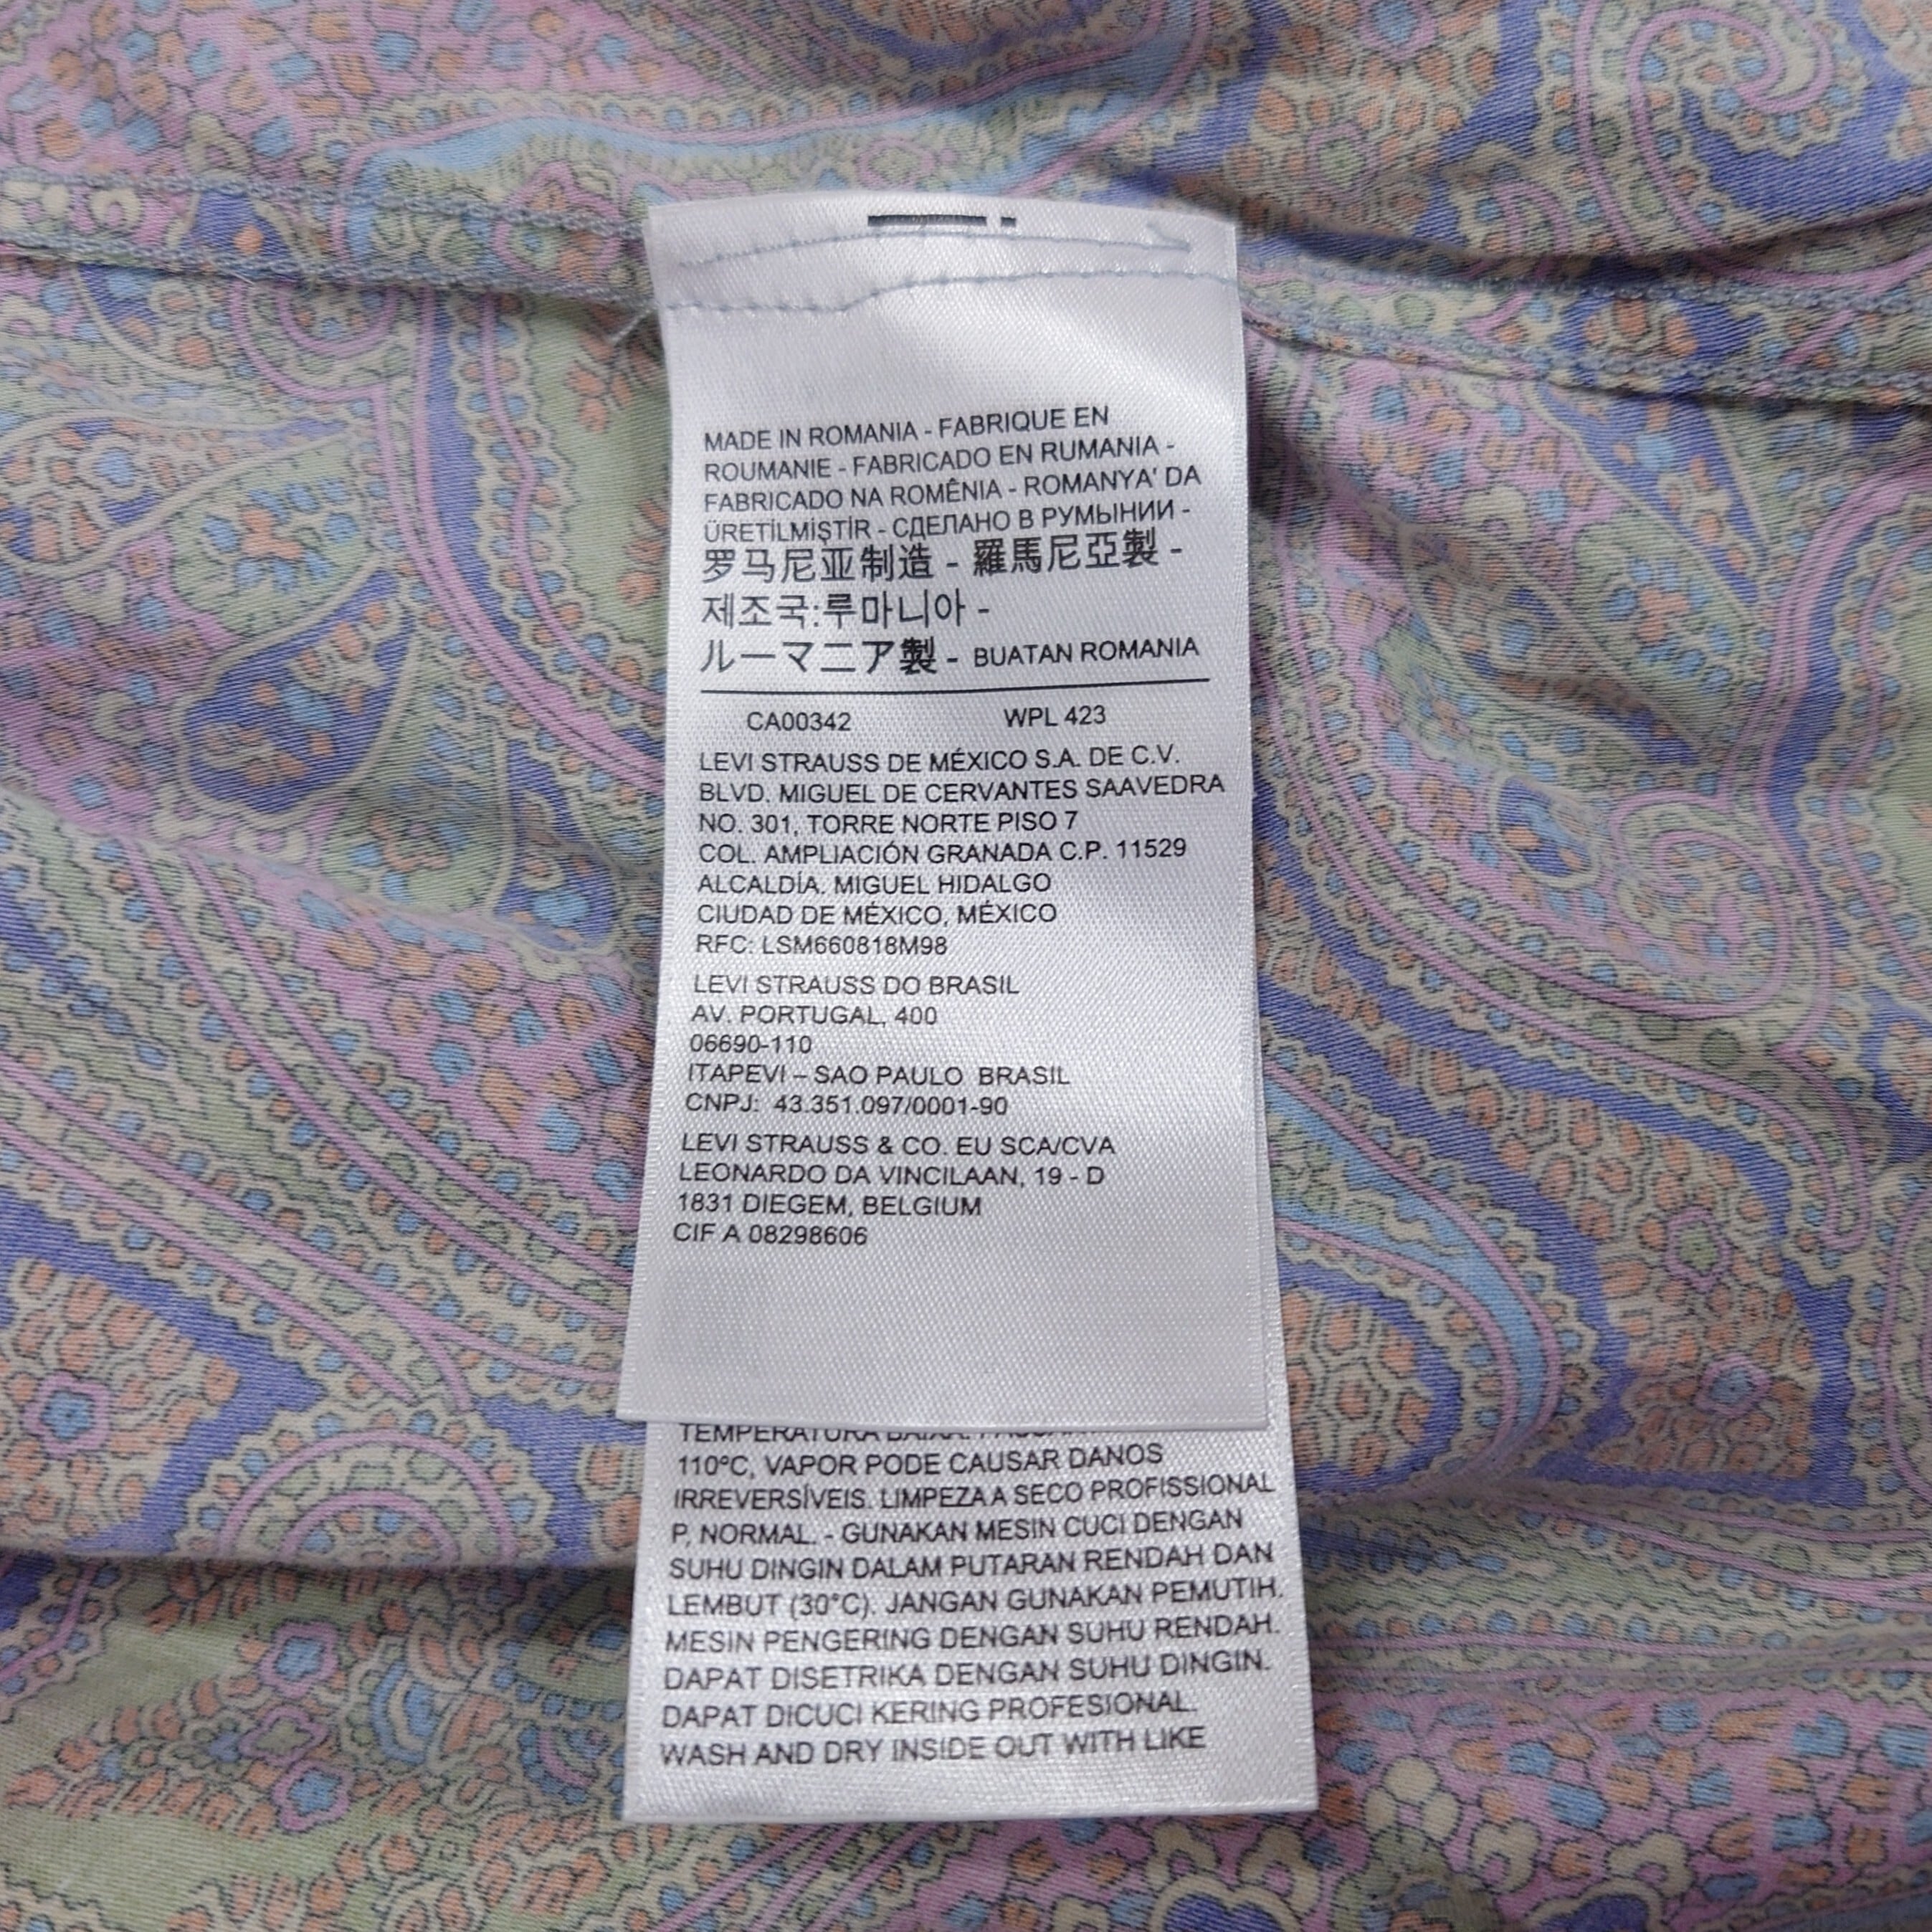 MADE IN ROMANIA - FABRIQUE EN
ROUMANIE - FABRICADO EN RUMANIA -
FABRICADO NA ROMÊNIA - ROMANYA' DA
ÜRETİLMİŞTİR - СДЕЛАНО В РУМЫНИИ -
罗马尼亚制造 - 羅馬尼亞製 -
제조국:루마니아 -
ルーマニア製 - BUATAN ROMANIA
CA00342 WPL 423
LEVI STRAUSS DE MÉXICO S.A. DE C.V.
BLVD. MIGUEL DE CERVANTES SAAVEDRA
NO. 301, TORRE NORTE PISO 7
COL. AMPLIACIÓN GRANADA C.P. 11529
ALCALDÍA. MIGUEL HIDALGO
CIUDAD DE MÉXICO, MÉXICO
RFC: LSM660818M98
LEVI STRAUSS DO BRASIL
AV. PORTUGAL, 400
06690-110
ITAPEVI – SAO PAULO BRASIL
CNPJ: 43.351.097/0001-90
LEVI STRAUSS & CO. EU SCA/CVA
LEONARDO DA VINCILAAN, 19 - D
1831 DIEGEM, BELGIUM
CIF A 08298606
TEMPERATURA BAIXA.
110°C, VAPOR PODE CAUSAR DANOS
IRREVERSÍVEIS. LIMPEZA A SECO PROFISSIONAL
P, NORMAL. - GUNAKAN MESIN CUCI DENGAN
SUHU DINGIN DALAM PUTARAN RENDAH DAN
LEMBUT (30°C). JANGAN GUNAKAN PEMUTIH.
MESIN PENGERING DENGAN SUHU RENDAH.
DAPAT DISETRIKA DENGAN SUHU DINGIN.
DAPAT DICUCI KERING PROFESIONAL.
WASH AND DRY INSIDE OUT WITH LIKE